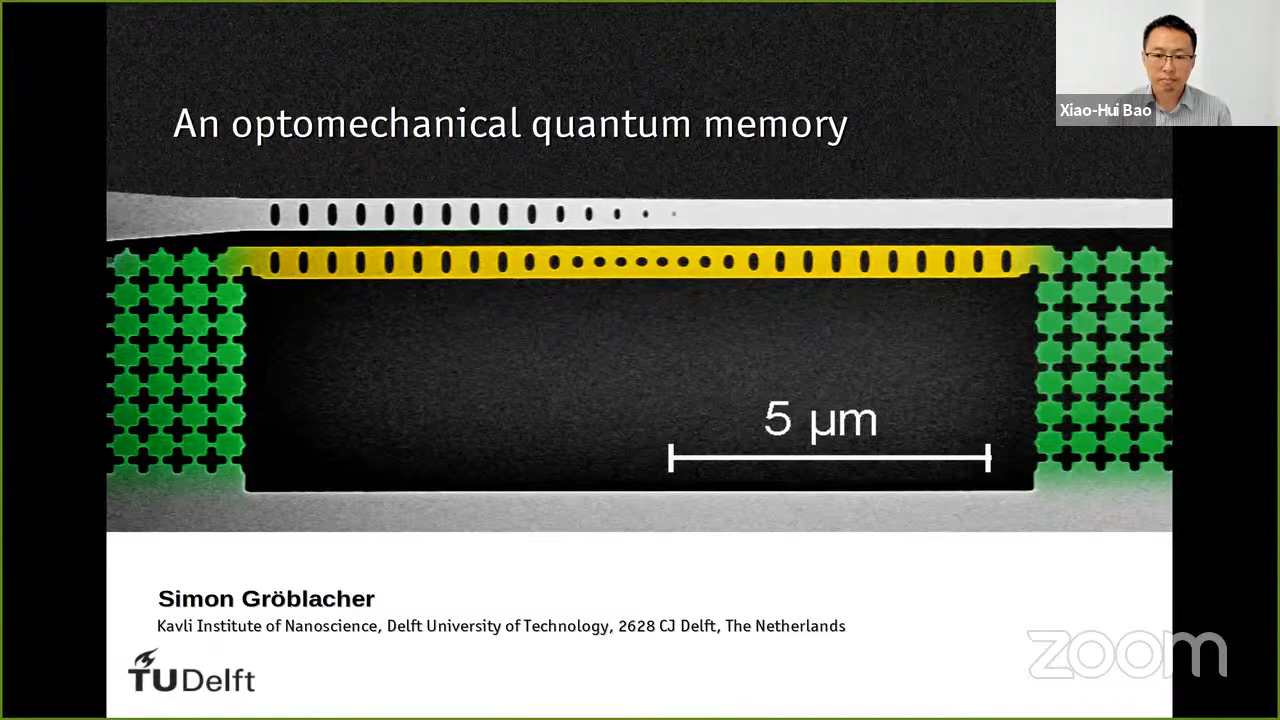 An optomechanical quantum memory
Xiao-Hui Bao
5 µm
Simon Gröblacher
Kavli Institute of Nanoscience, Delft University of Technology, 2628 CJ Delft, The Netherlands
TUDelft
zoom